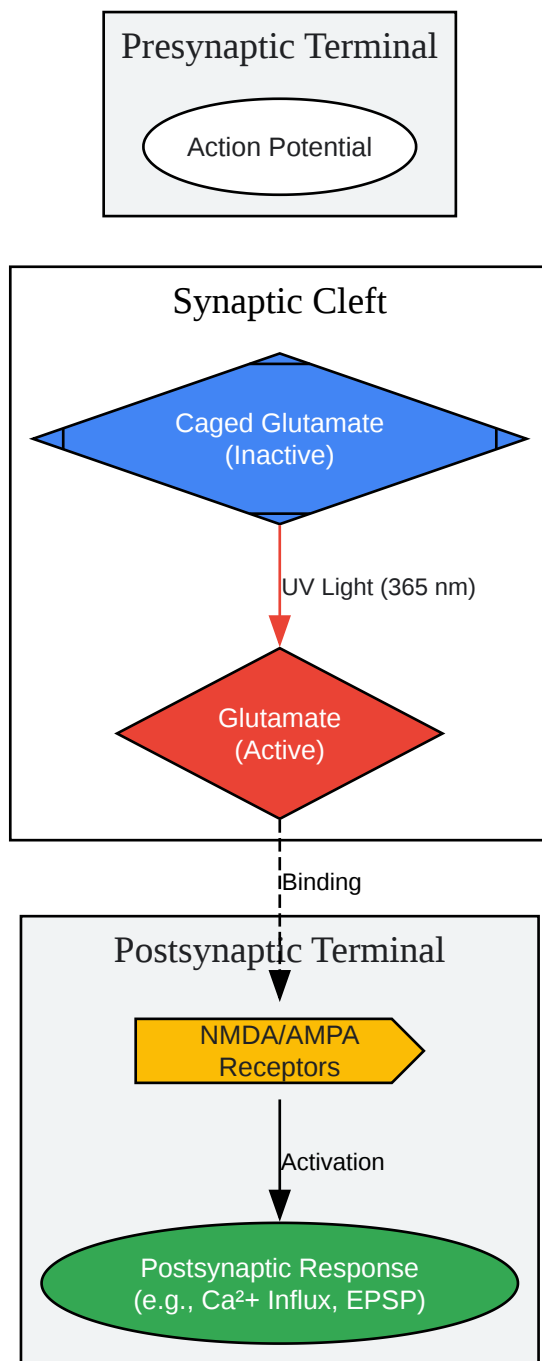 Presynaptic Terminal
Action Potential
Synaptic Cleft
Caged Glutamate
(Inactive)
UV Light (365 nm)
Glutamate
(Active)
Binding
Postsynaptic Terminal
NMDA/AMPA
Receptors
Activation
Postsynaptic Response
(e.g., Ca²+ Influx, EPSP)